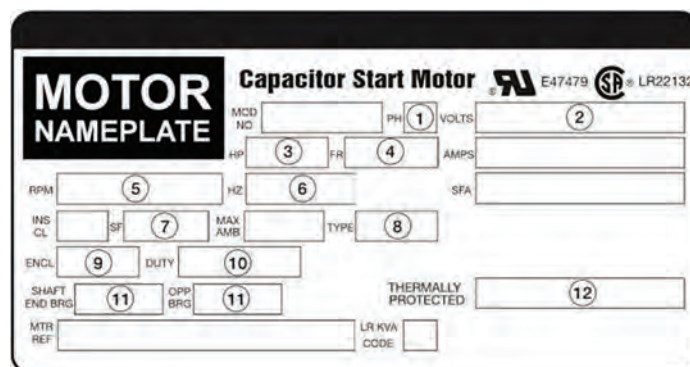 MOTOR
NAMEPLATE
Capacitor Start Motor ® RU E47479 SA ® LR22132
MOD
NO
PH 1 VOLTS 2
HP 3 FR 4 AMPS
RPM 5 HZ 6 SFA
INS
CL
SF 7
MAX
AMB
TYPE 8
ENCL 9 DUTY 10
SHAFT
END BRG
11
OPP
BRG
11
THERMALLY
PROTECTED
12
MTR
REF
LR KVA
CODE